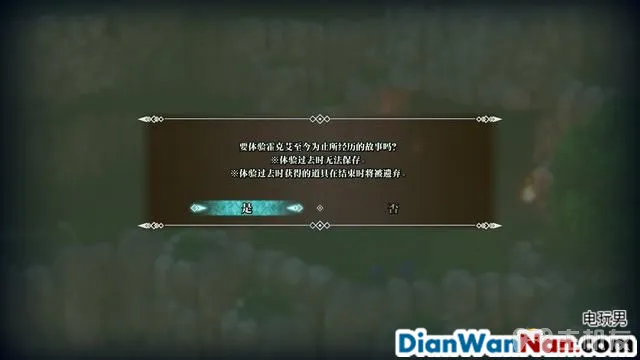 要体验霍克艾至今为止所经历的故事吗?
※体验过去时无法保存。
※体验过去时获得的道具在结束时将被遗弃。
是
否
电玩男
DianWanNan.com